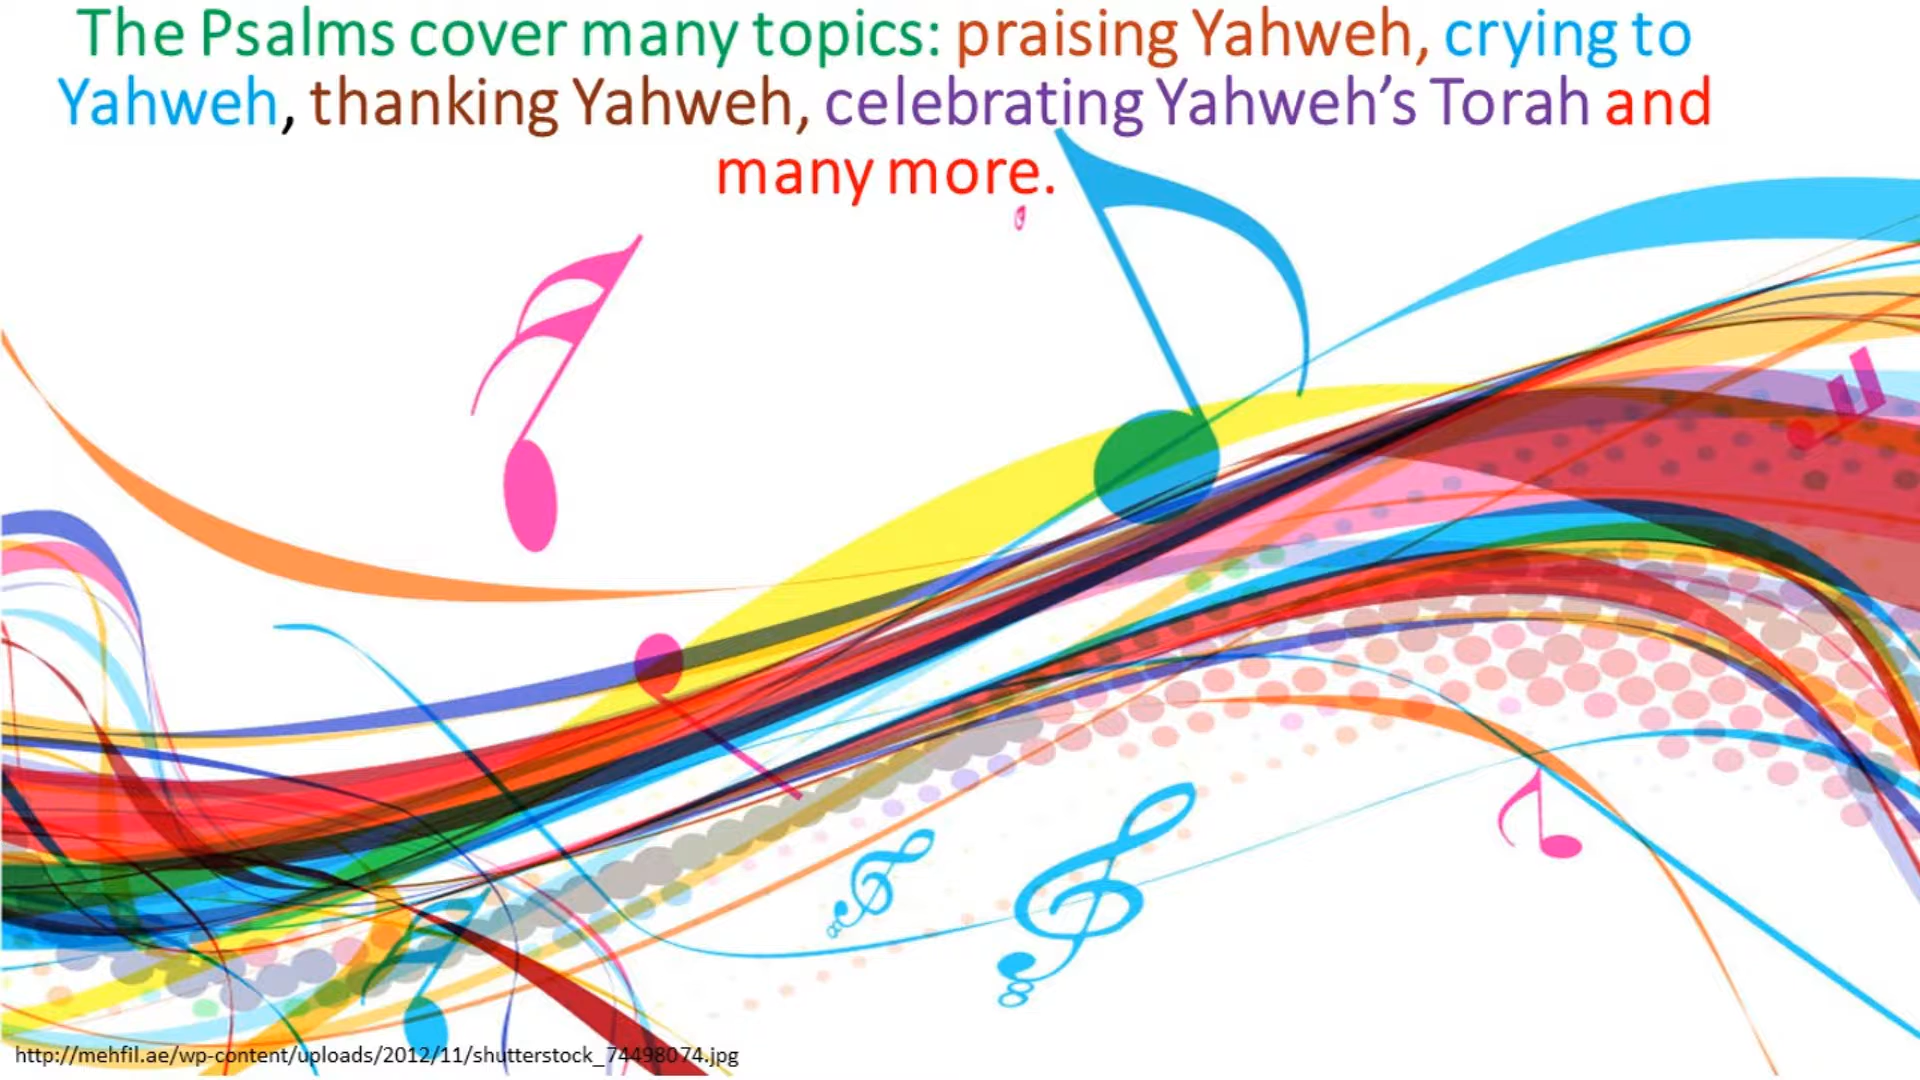 The Psalms cover many topics: praising Yahweh, crying to
Yahweh, thanking Yahweh, celebrating Yahweh’s Torah and
many more.
http://mehfil.ae/wp-content/uploads/2012/11/shutterstock_74498074.jpg